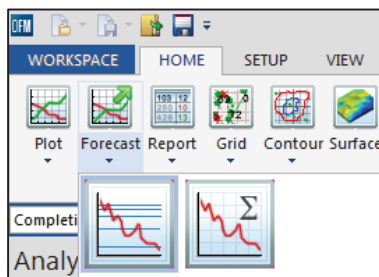 OFM
WORKSPACE HOME SETUP VIEW
Plot Forecast Report Grid Contour Surface
Completi
Analy